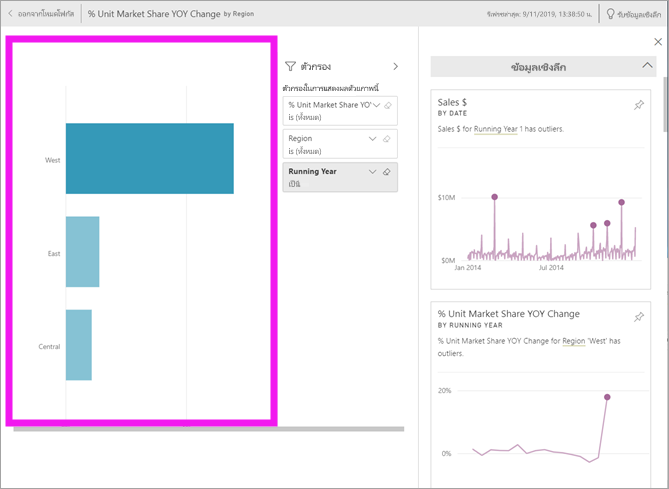 ออกจากโหมดโฟกัส
% Unit Market Share YOY Change by Region
รีเฟรชล่าสุด: 9/11/2019, 13:38:50 น.
รับข้อมูลเชิงลึก
West
East
Central
ตัวกรอง
ตัวกรองในการแสดงผลด้วยภาพนี้
% Unit Market Share YO
is (ทั้งหมด)
Region
is (ทั้งหมด)
Running Year
ข้อมูลเชิงลึก
Sales $
BY DATE
Sales $ for Running Year 1 has outliers.
$10M
$0M
Jan 2014
Jul 2014
% Unit Market Share YOY Change
BY RUNNING YEAR
% Unit Market Share YOY Change for Region 'West' has
outliers.
20%
0%